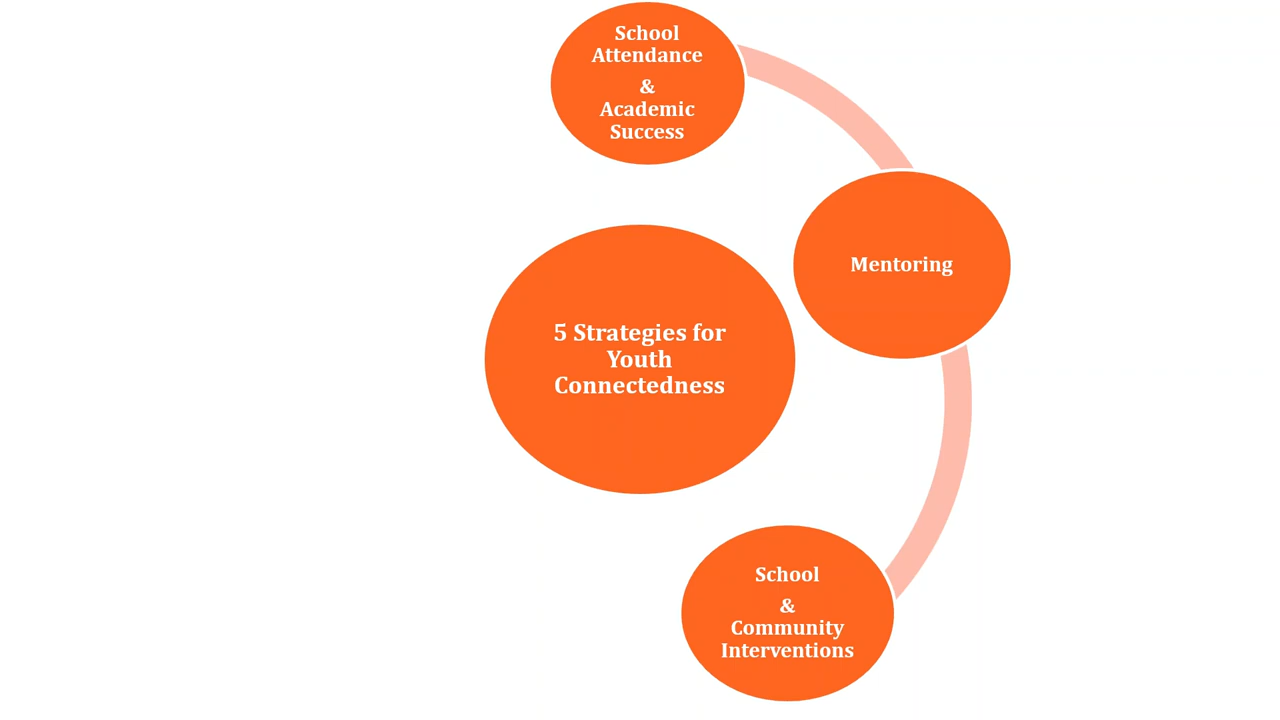 School
Attendance
&
Academic
Success
Mentoring
5 Strategies for
Youth
Connectedness
School
&
Community
Interventions